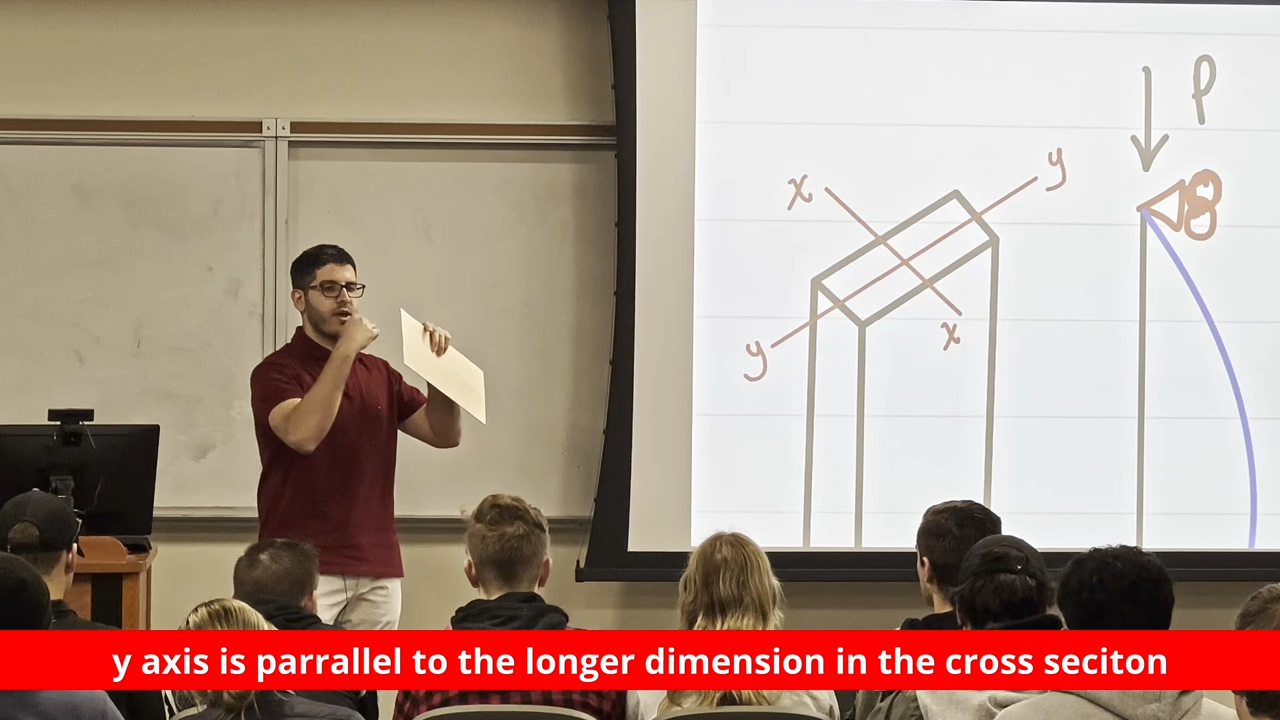 P
x
y
y
x
y axis is parrallel to the longer dimension in the cross seciton